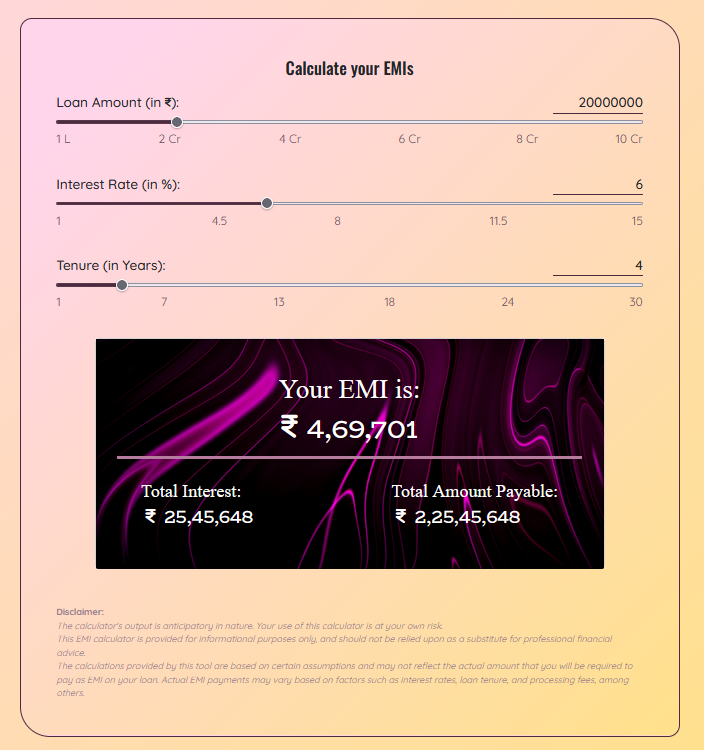 Calculate your EMIs
Loan Amount (in ₹): 20000000
1 L 2 Cr 4 Cr 6 Cr 8 Cr 10 Cr
Interest Rate (in %): 6
1 4.5 8 11.5 15
Tenure (in Years): 4
1 7 13 18 24 30
Your EMI is:
₹ 4,69,701
Total Interest: Total Amount Payable:
₹ 25,45,648 ₹ 2,25,45,648
Disclaimer:
The calculator's output is anticipatory in nature. Your use of this calculator is at your own risk.
This EMI calculator is provided for informational purposes only, and should not be relied upon as a substitute for professional financial
advice.
The calculations provided by this tool are based on certain assumptions and may not reflect the actual amount that you will be required to
pay as EMI on your loan. Actual EMI payments may vary based on factors such as interest rates, loan tenure, and processing fees, among
others.